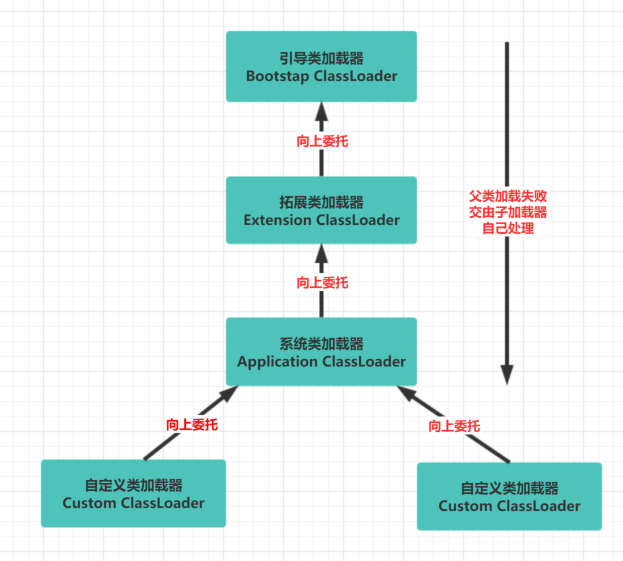 引导类加载器
Bootstap ClassLoader
向上委托
拓展类加载器
Extension ClassLoader
父类加载失败
交由子加载器
自己处理
向上委托
系统类加载器
Application ClassLoader
向上委托
向上委托
自定义类加载器
Custom ClassLoader
自定义类加载器
Custom ClassLoader